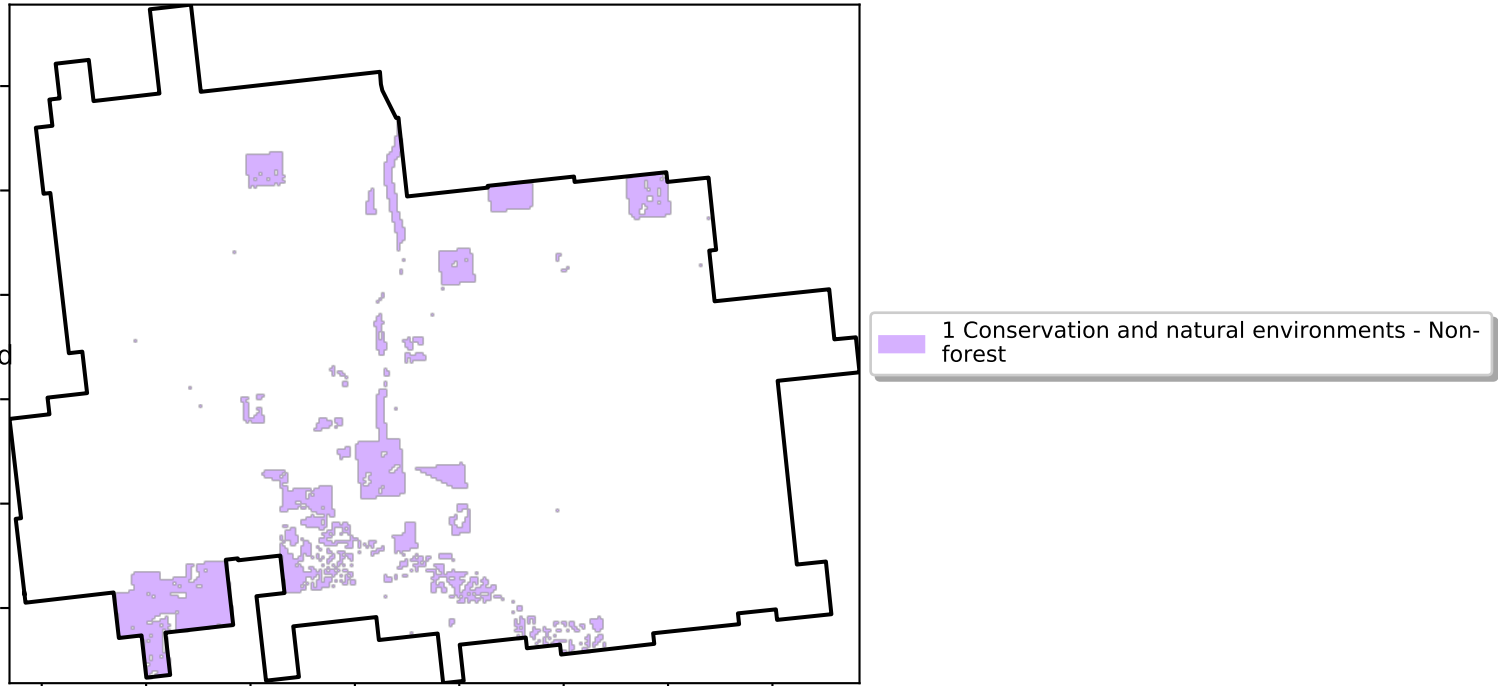 d
1 Conservation and natural environments - Non-
forest